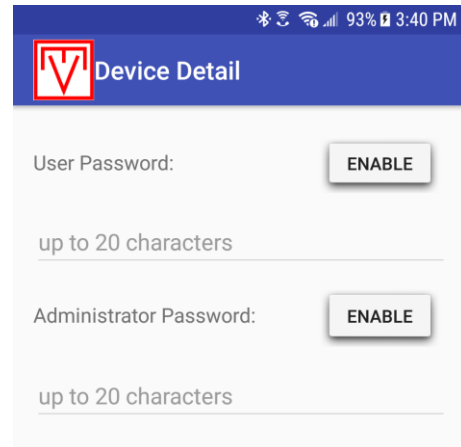 93% 3:40 PM
Device Detail
User Password:
ENABLE
up to 20 characters
Administrator Password:
ENABLE
up to 20 characters